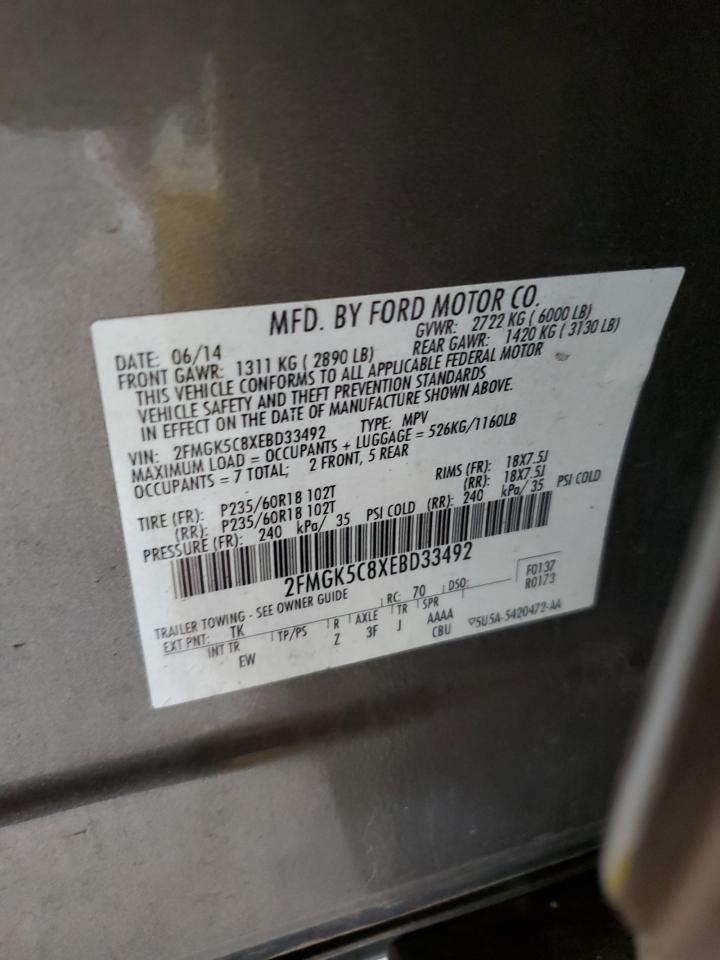 MFD. BY FORD MOTOR CO.
DATE: 06/14 GVWR: 2722 KG ( 6000 LB)
FRONT GAWR: 1311 KG ( 2890 LB) REAR GAWR: 1420 KG ( 3130 LB)
THIS VEHICLE CONFORMS TO ALL APPLICABLE FEDERAL MOTOR
VEHICLE SAFETY AND THEFT PREVENTION STANDARDS
IN EFFECT ON THE DATE OF MANUFACTURE SHOWN ABOVE.
VIN: 2FMGK5C8XEBD33492 TYPE: MPV
MAXIMUM LOAD = OCCUPANTS + LUGGAGE = 526KG/1160LB
OCCUPANTS = 7 TOTAL; 2 FRONT, 5 REAR
TIRE (FR): P235/60R18 102T RIMS (FR): 18X7.5J
(RR): P235/60R18 102T (RR): 18X7.5J
PRESSURE (FR): 240 kPa/ 35 PSI COLD (RR): 240 kPa/ 35 PSI COLD
2FMGK5C8XEBD33492
F0137
R0173
TRAILER TOWING - SEE OWNER GUIDE RC: 70 DSO:
EXT PNT: TK
INT TR TP/PS R AXLE TR SPR
EW Z 3F J AAAA
CBU 5U5A-5420472-AA